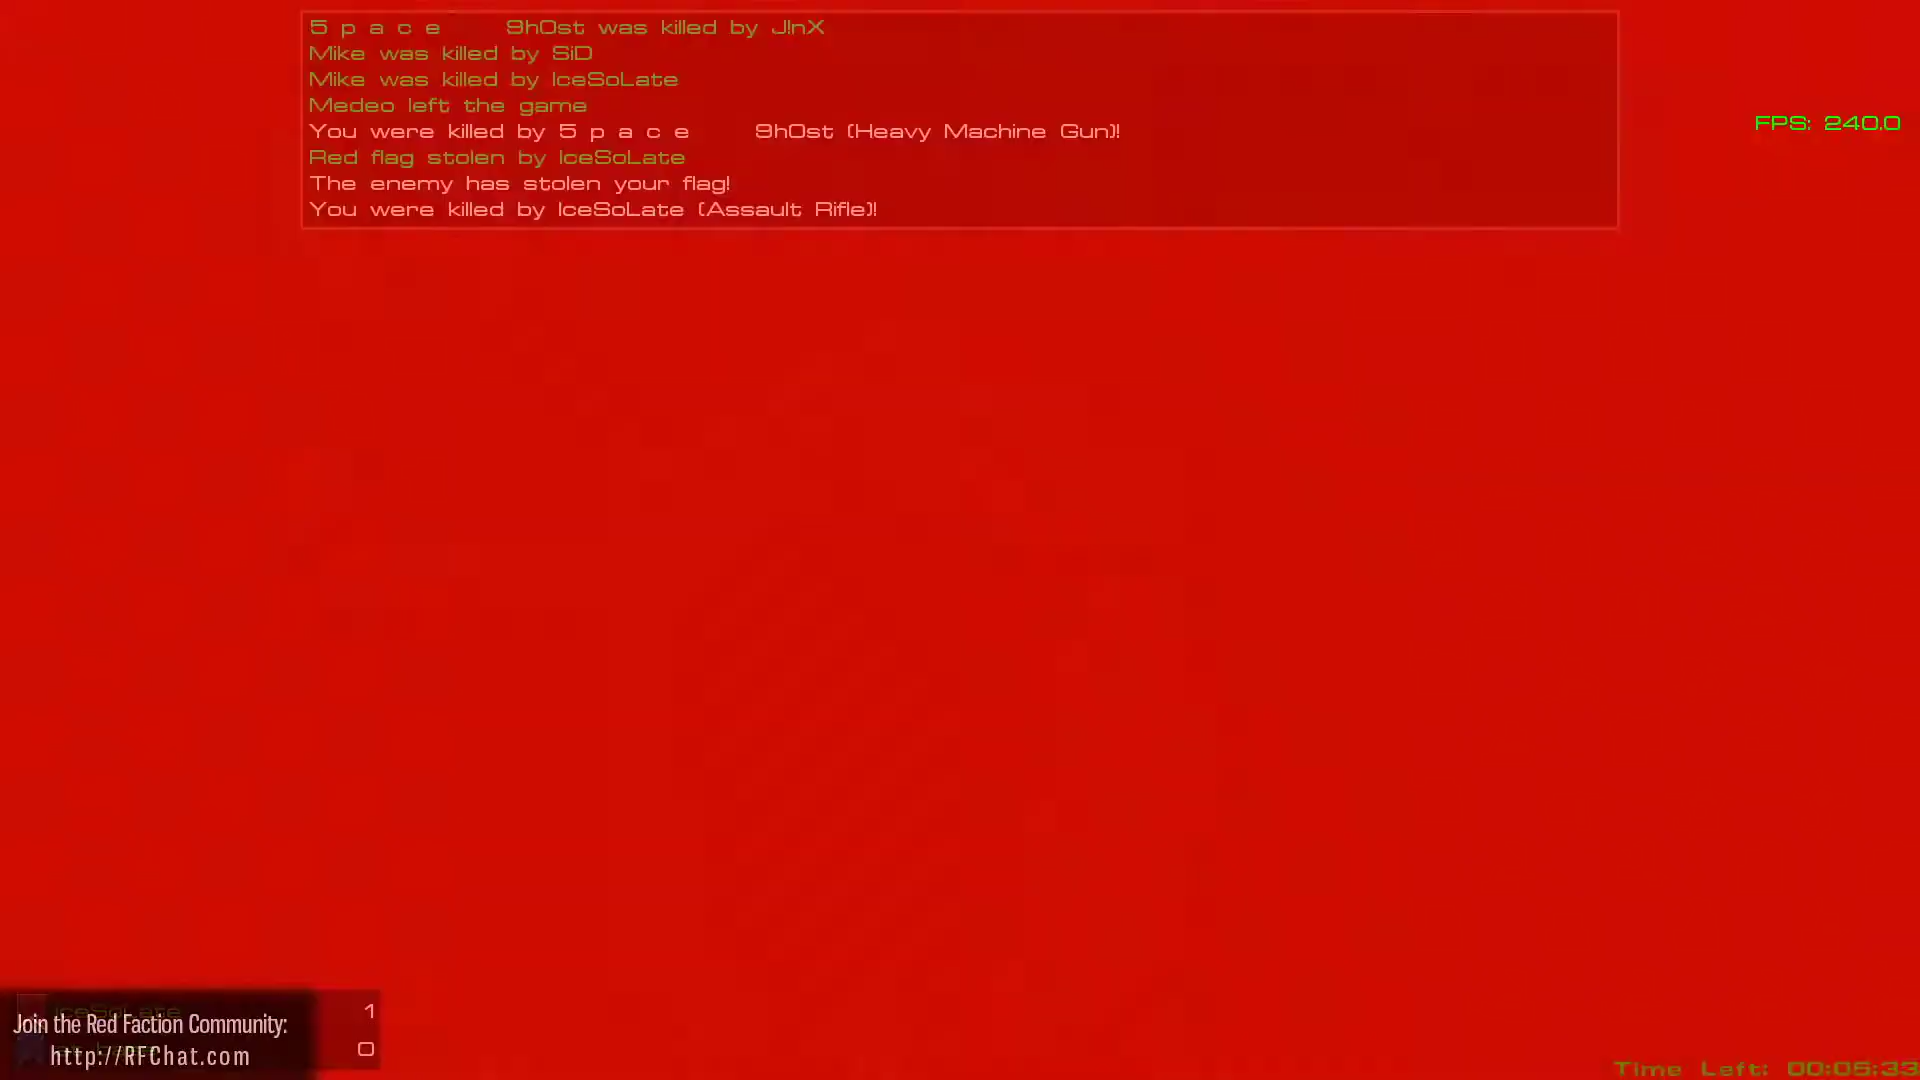 5 p a c e 9h0st was killed by J!nX
Mike was killed by SiD
Mike was killed by IceSoLate
Medeo left the game
You were killed by 5 p a c e 9h0st (Heavy Machine Gun)!
Red flag stolen by IceSoLate
The enemy has stolen your flag!
You were killed by IceSoLate (Assault Rifle)!
FPS: 240.0
IceSoLate 1
Join the Red Faction Community:
0
http://RFChat.com
Time Left: 00:05:33